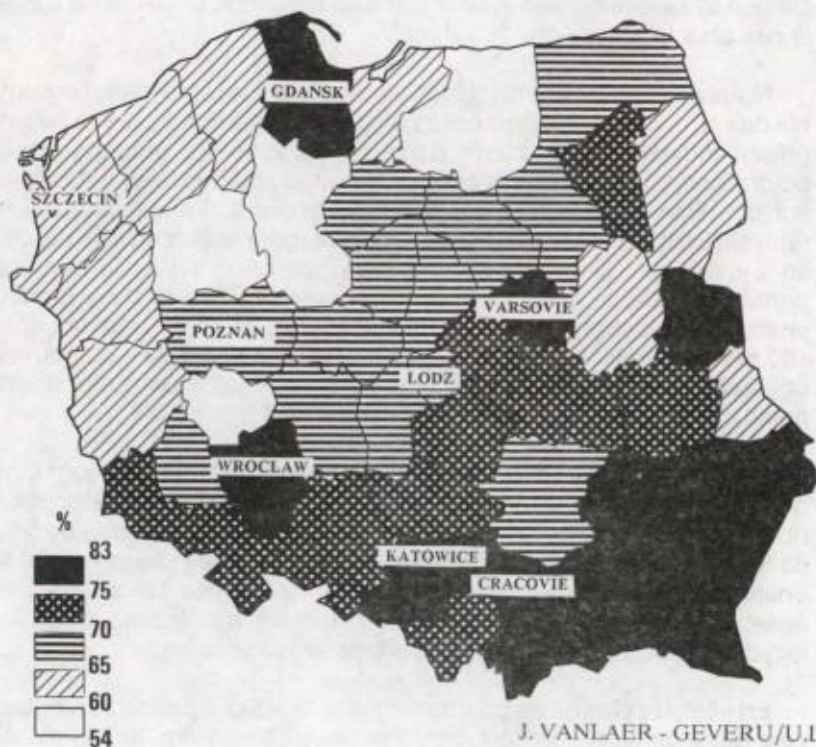 GDANSK
SZCZECIN
VARSOVIE
POZNAN
LODZ
WROCLAW
KATOWICE
CRACOVIE
%
83
75
70
65
60
54
J. VANLAER - GEVERU/U.L